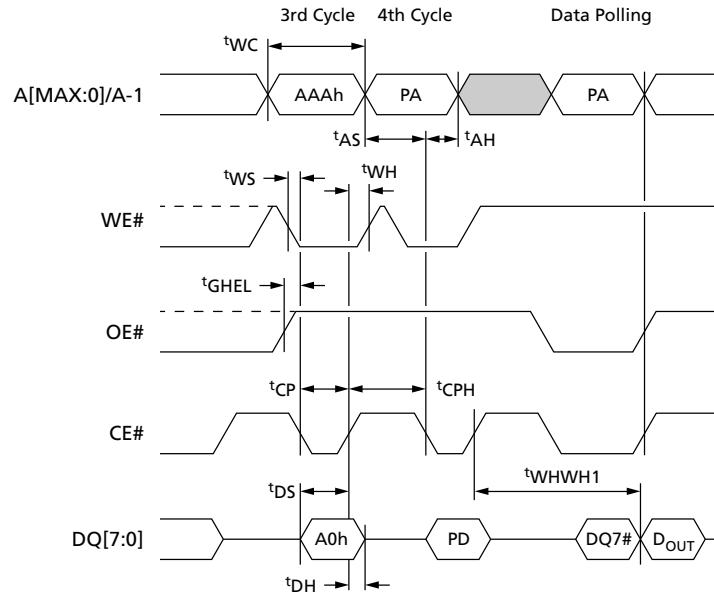 3rd Cycle 4th Cycle Data Polling
tWC
A[MAX:0]/A-1
AAAh PA PA
tAS tAH
tWS tWH
WE#
tGHEL
OE#
tCP tCPH
CE#
tWHWH1
tDS
DQ[7:0]
A0h PD DQ7# DOUT
tDH